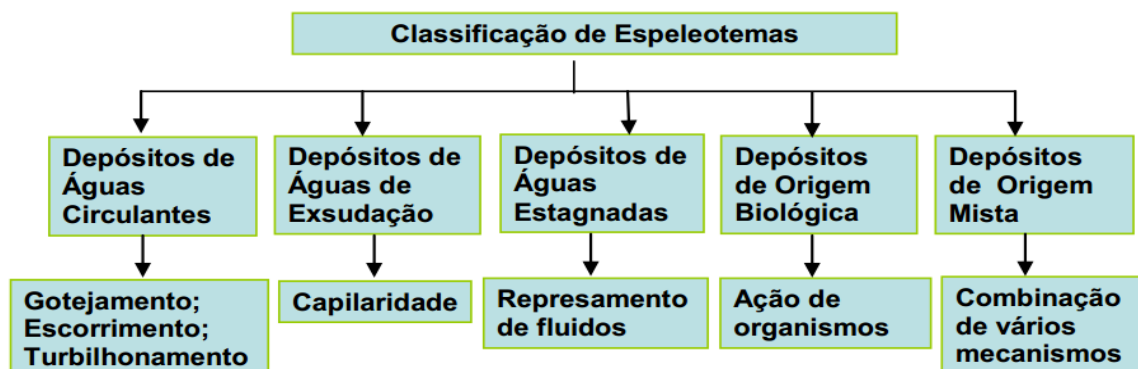 Classificação de Espeleotemas
Depósitos de
Águas
Circulantes
Depósitos de
Águas de
Exsudação
Depósitos de
Águas
Estagnadas
Depósitos
de Origem
Biológica
Depósitos
de Origem
Mista
Gotejamento;
Escorrimento;
Turbilhonamento
Capilaridade
Represamento
de fluidos
Ação de
organismos
Combinação
de vários
mecanismos